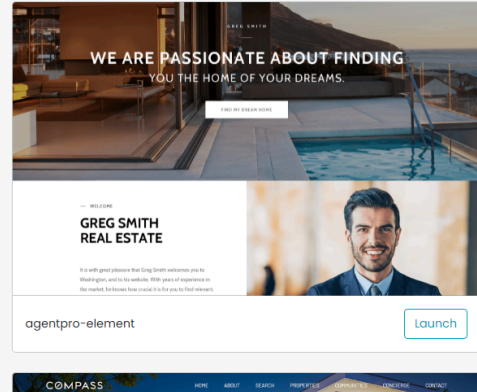 GREG SMITH
WE ARE PASSIONATE ABOUT FINDING
YOU THE HOME OF YOUR DREAMS.
FIND MY DREAM HOME
— WELCOME
GREG SMITH
REAL ESTATE
It is with great pleasure that Greg Smith welcomes you to
Washington, and to his website. With years of experience in
the market, he knows how crucial it is for you to find relevant,
agentpro-element
Launch
COMPASS
HOME ABOUT SEARCH PROPERTIES COMMUNITIES CONCIERGE CONTACT